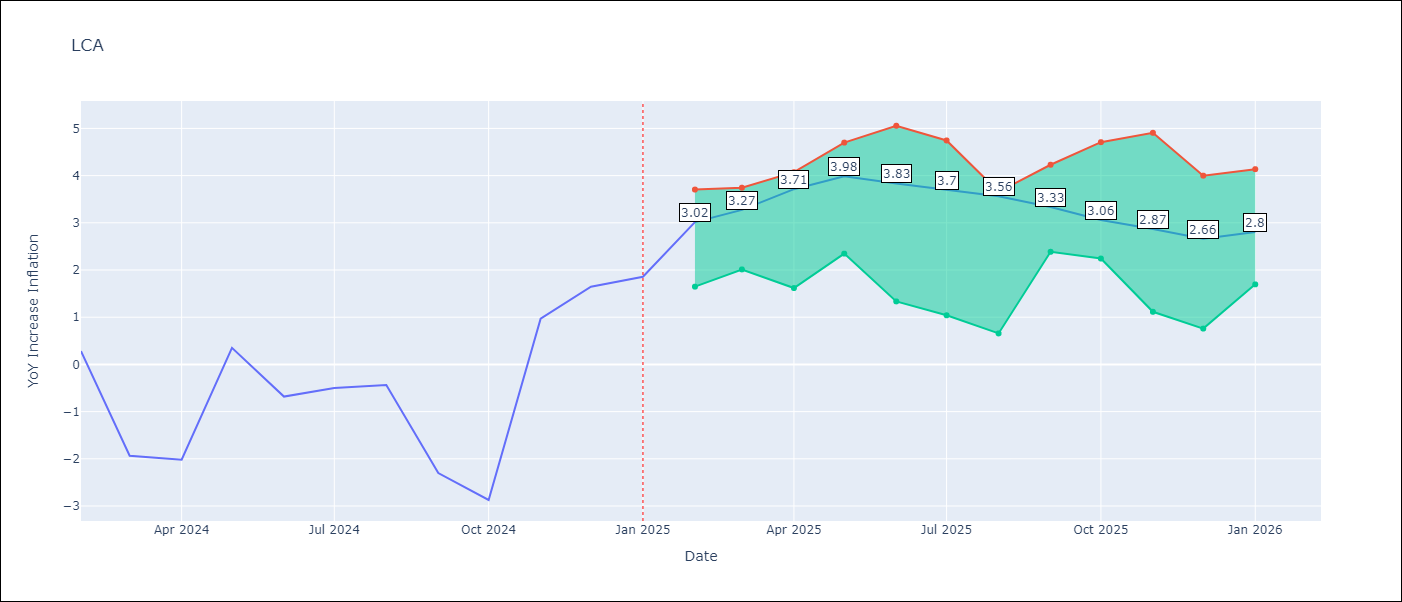 LCA
YoY Increase Inflation
5
4
3
2
1
0
−1
−2
−3
3.02
3.27
3.71
3.98
3.83
3.7
3.56
3.33
3.06
2.87
2.66
2.8
Apr 2024
Jul 2024
Oct 2024
Jan 2025
Apr 2025
Jul 2025
Oct 2025
Jan 2026
Date